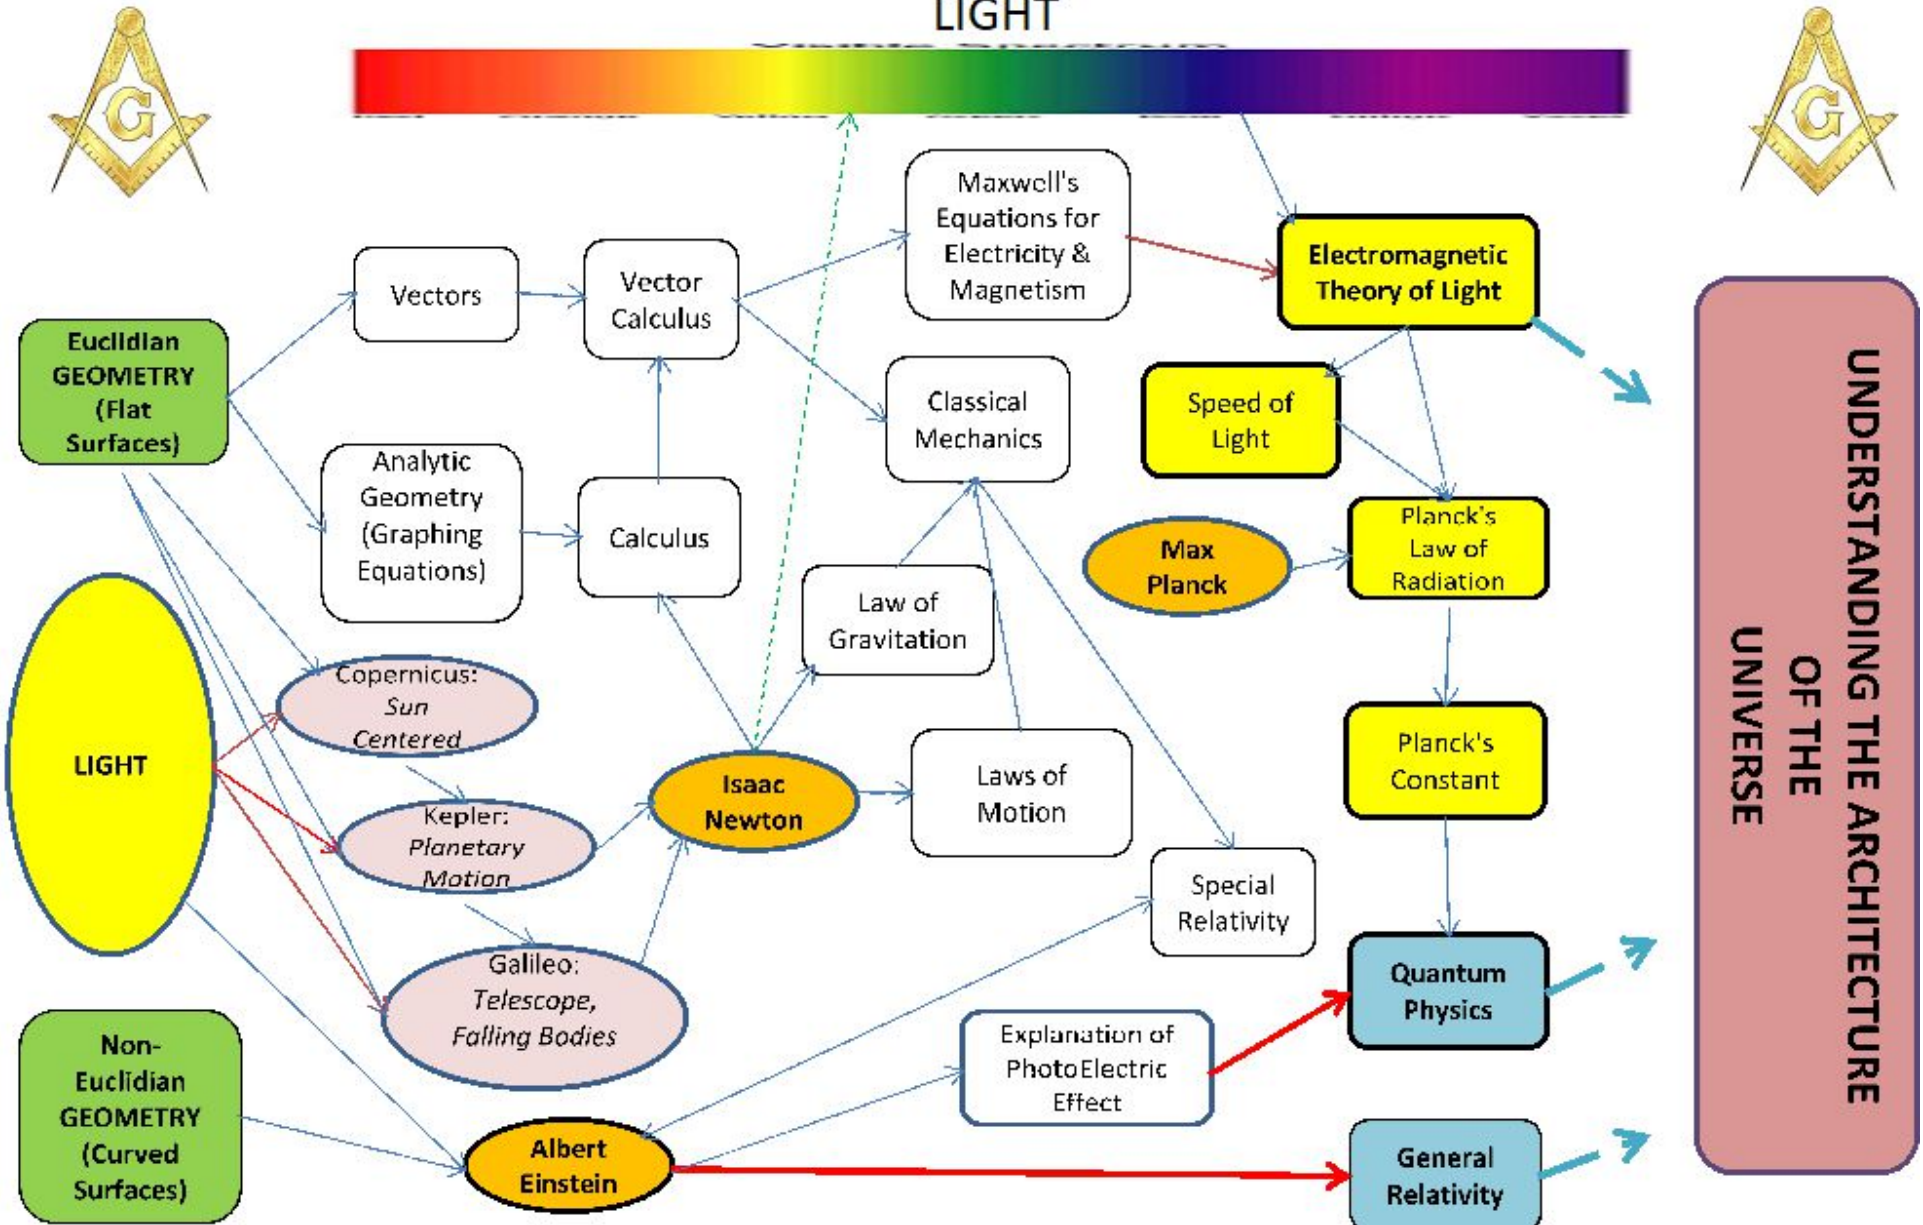 LIGHT
Visible Spectrum
G
G
Maxwell's
Equations for
Electricity &
Magnetism
Electromagnetic
Theory of Light
Vectors
Vector
Calculus
Euclidian
GEOMETRY
(Flat
Surfaces)
Classical
Mechanics
Speed of
Light
Analytic
Geometry
(Graphing
Equations)
Calculus
Max
Planck
Planck's
Law of
Radiation
Law of
Gravitation
LIGHT
Copernicus:
Sun
Centered
Kepler:
Planetary
Motion
Isaac
Newton
Laws of
Motion
Planck's
Constant
Special
Relativity
Galileo:
Telescope,
Falling Bodies
Quantum
Physics
Explanation of
PhotoElectric
Effect
Non-
Euclidian
GEOMETRY
(Curved
Surfaces)
Albert
Einstein
General
Relativity
UNDERSTANDING THE ARCHITECTURE
OF THE
UNIVERSE